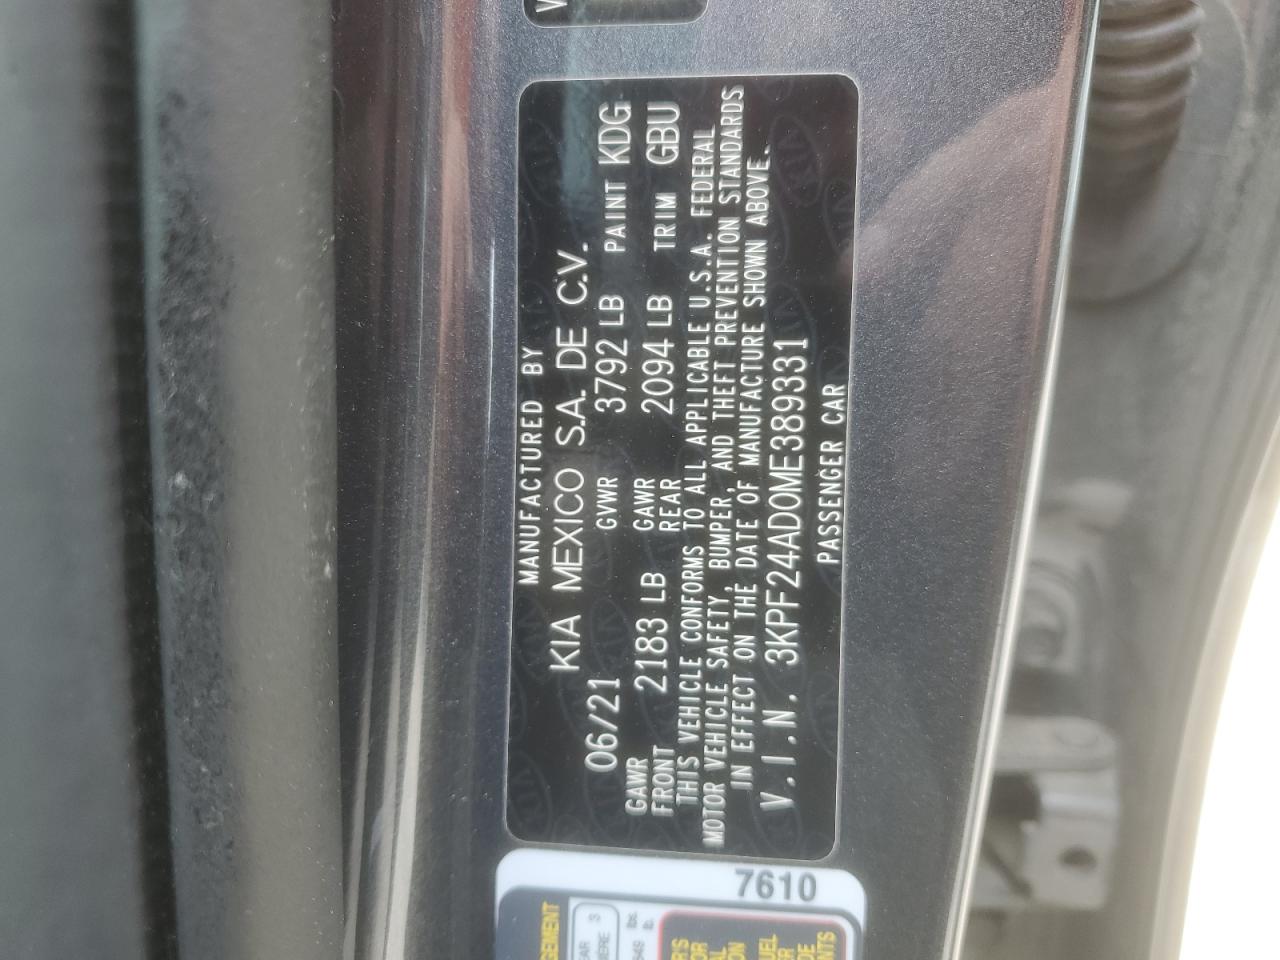 MANUFACTURED BY
KIA MEXICO S.A. DE C.V.
06/21 GVWR 3792 LB PAINT KDG
GAWR FRONT 2183 LB GAWR REAR 2094 LB TRIM GBU
THIS VEHICLE CONFORMS TO ALL APPLICABLE U.S.A. FEDERAL
MOTOR VEHICLE SAFETY, BUMPER, AND THEFT PREVENTION STANDARDS
IN EFFECT ON THE DATE OF MANUFACTURE SHOWN ABOVE.
V.I.N. 3KPF24AD0ME389331
PASSENGER CAR
7610